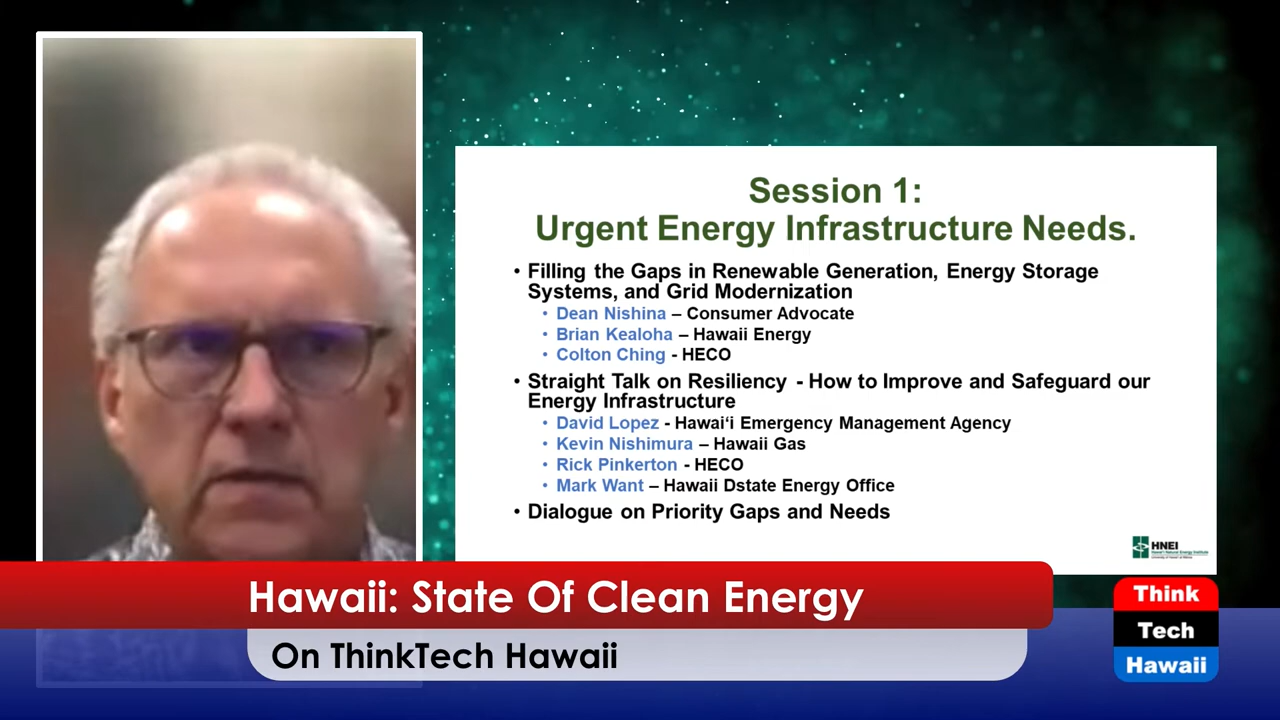 Session 1:
Urgent Energy Infrastructure Needs.
• Filling the Gaps in Renewable Generation, Energy Storage
Systems, and Grid Modernization
• Dean Nishina – Consumer Advocate
• Brian Kealoha – Hawaii Energy
• Colton Ching - HECO
• Straight Talk on Resiliency - How to Improve and Safeguard our
Energy Infrastructure
• David Lopez - Hawai‘i Emergency Management Agency
• Kevin Nishimura – Hawaii Gas
• Rick Pinkerton - HECO
• Mark Want – Hawaii Dstate Energy Office
• Dialogue on Priority Gaps and Needs
HNEI
Hawai‘i Natural Energy Institute
Hawaii: State Of Clean Energy
On ThinkTech Hawaii
Think
Tech
Hawaii